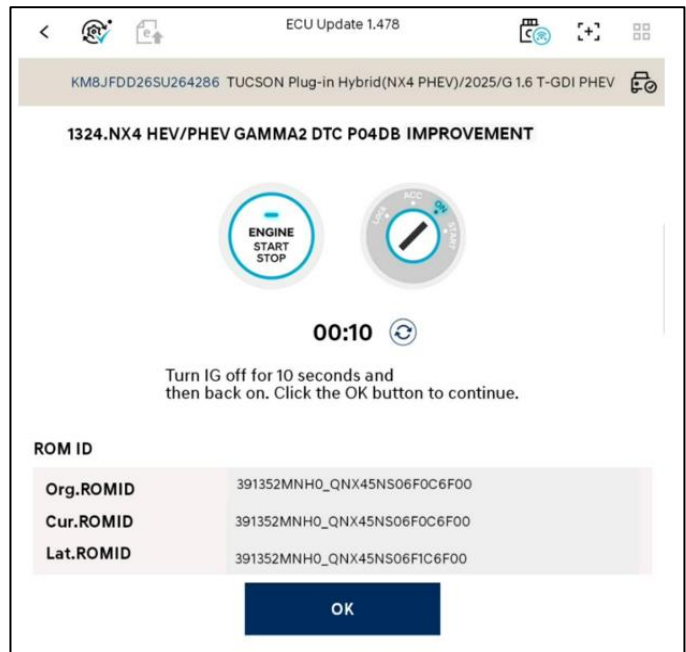 ECU Update 1.478
KM8JFDD26SU264286 TUCSON Plug-in Hybrid(NX4 PHEV)/2025/G 1.6 T-GDI PHEV
1324.NX4 HEV/PHEV GAMMA2 DTC P04DB IMPROVEMENT
ENGINE
START
STOP
LOCK
ACC
ON
START
00:10
Turn IG off for 10 seconds and
then back on. Click the OK button to continue.
ROM ID
Org.ROMID 391352MNH0_QNX45NS06F0C6F00
Cur.ROMID 391352MNH0_QNX45NS06F0C6F00
Lat.ROMID 391352MNH0_QNX45NS06F1C6F00
OK